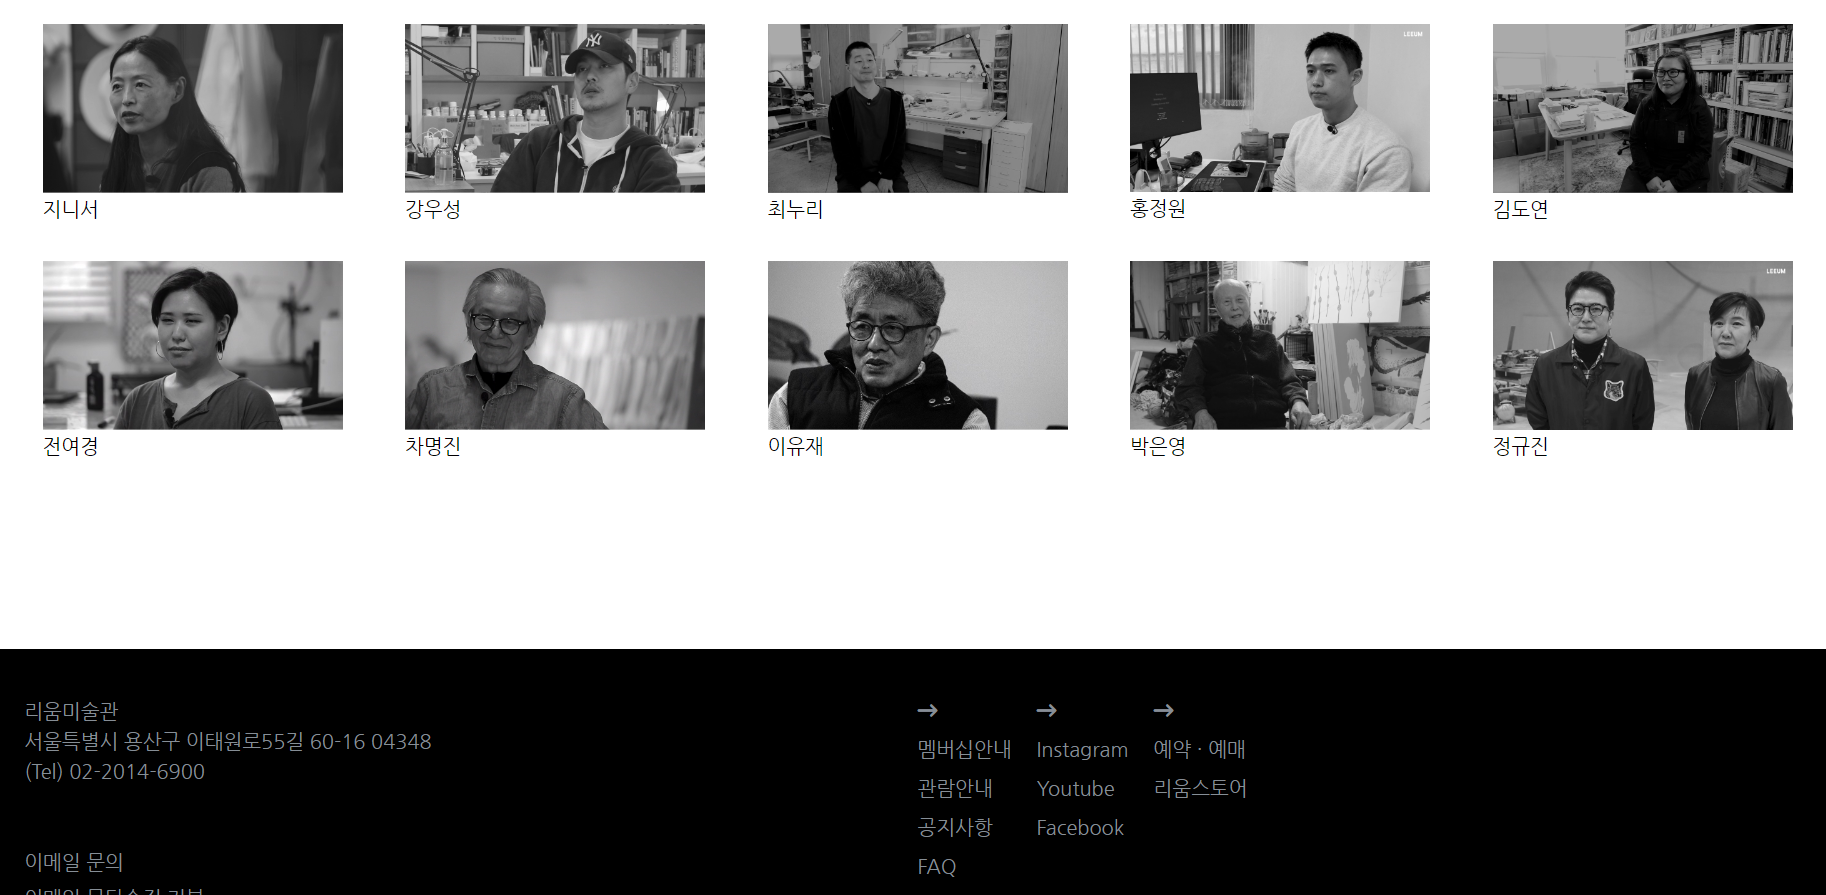 LEEUM
지니서
강우성
최누리
홍정원
김도연
LEEUM
전여경
차명진
이유재
박은영
정규진
리움미술관
서울특별시 용산구 이태원로55길 60-16 04348
(Tel) 02-2014-6900
이메일 문의
→
멤버십안내
관람안내
공지사항
FAQ
→
Instagram
Youtube
Facebook
→
예약 · 예매
리움스토어